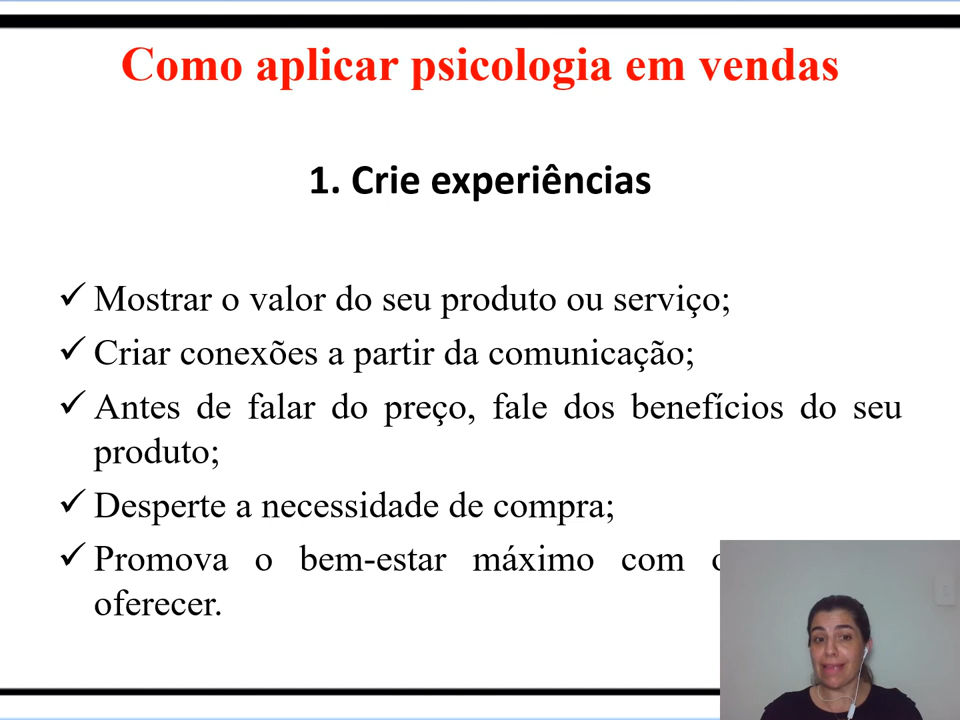 Como aplicar psicologia em vendas
1. Crie experiências
✓ Mostrar o valor do seu produto ou serviço;
✓ Criar conexões a partir da comunicação;
✓ Antes de falar do preço, fale dos benefícios do seu
produto;
✓ Desperte a necessidade de compra;
✓ Promova o bem-estar máximo com
oferecer.